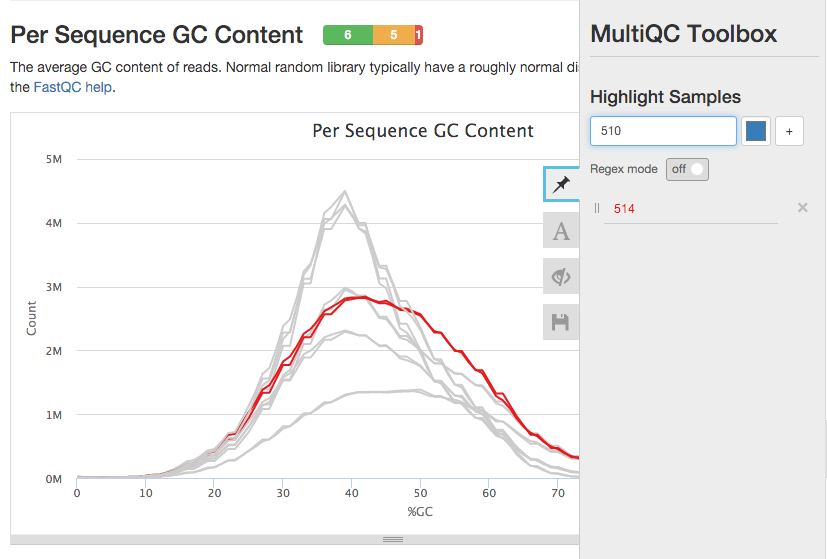 Per Sequence GC Content 6 5 1
The average GC content of reads. Normal random library typically have a roughly normal di
the FastQC help.
Per Sequence GC Content
5M
4M
3M
2M
1M
0M
Count
0 10 20 30 40 50 60 70
%GC
A
MultiQC Toolbox
Highlight Samples
510 +
Regex mode off
514 ×